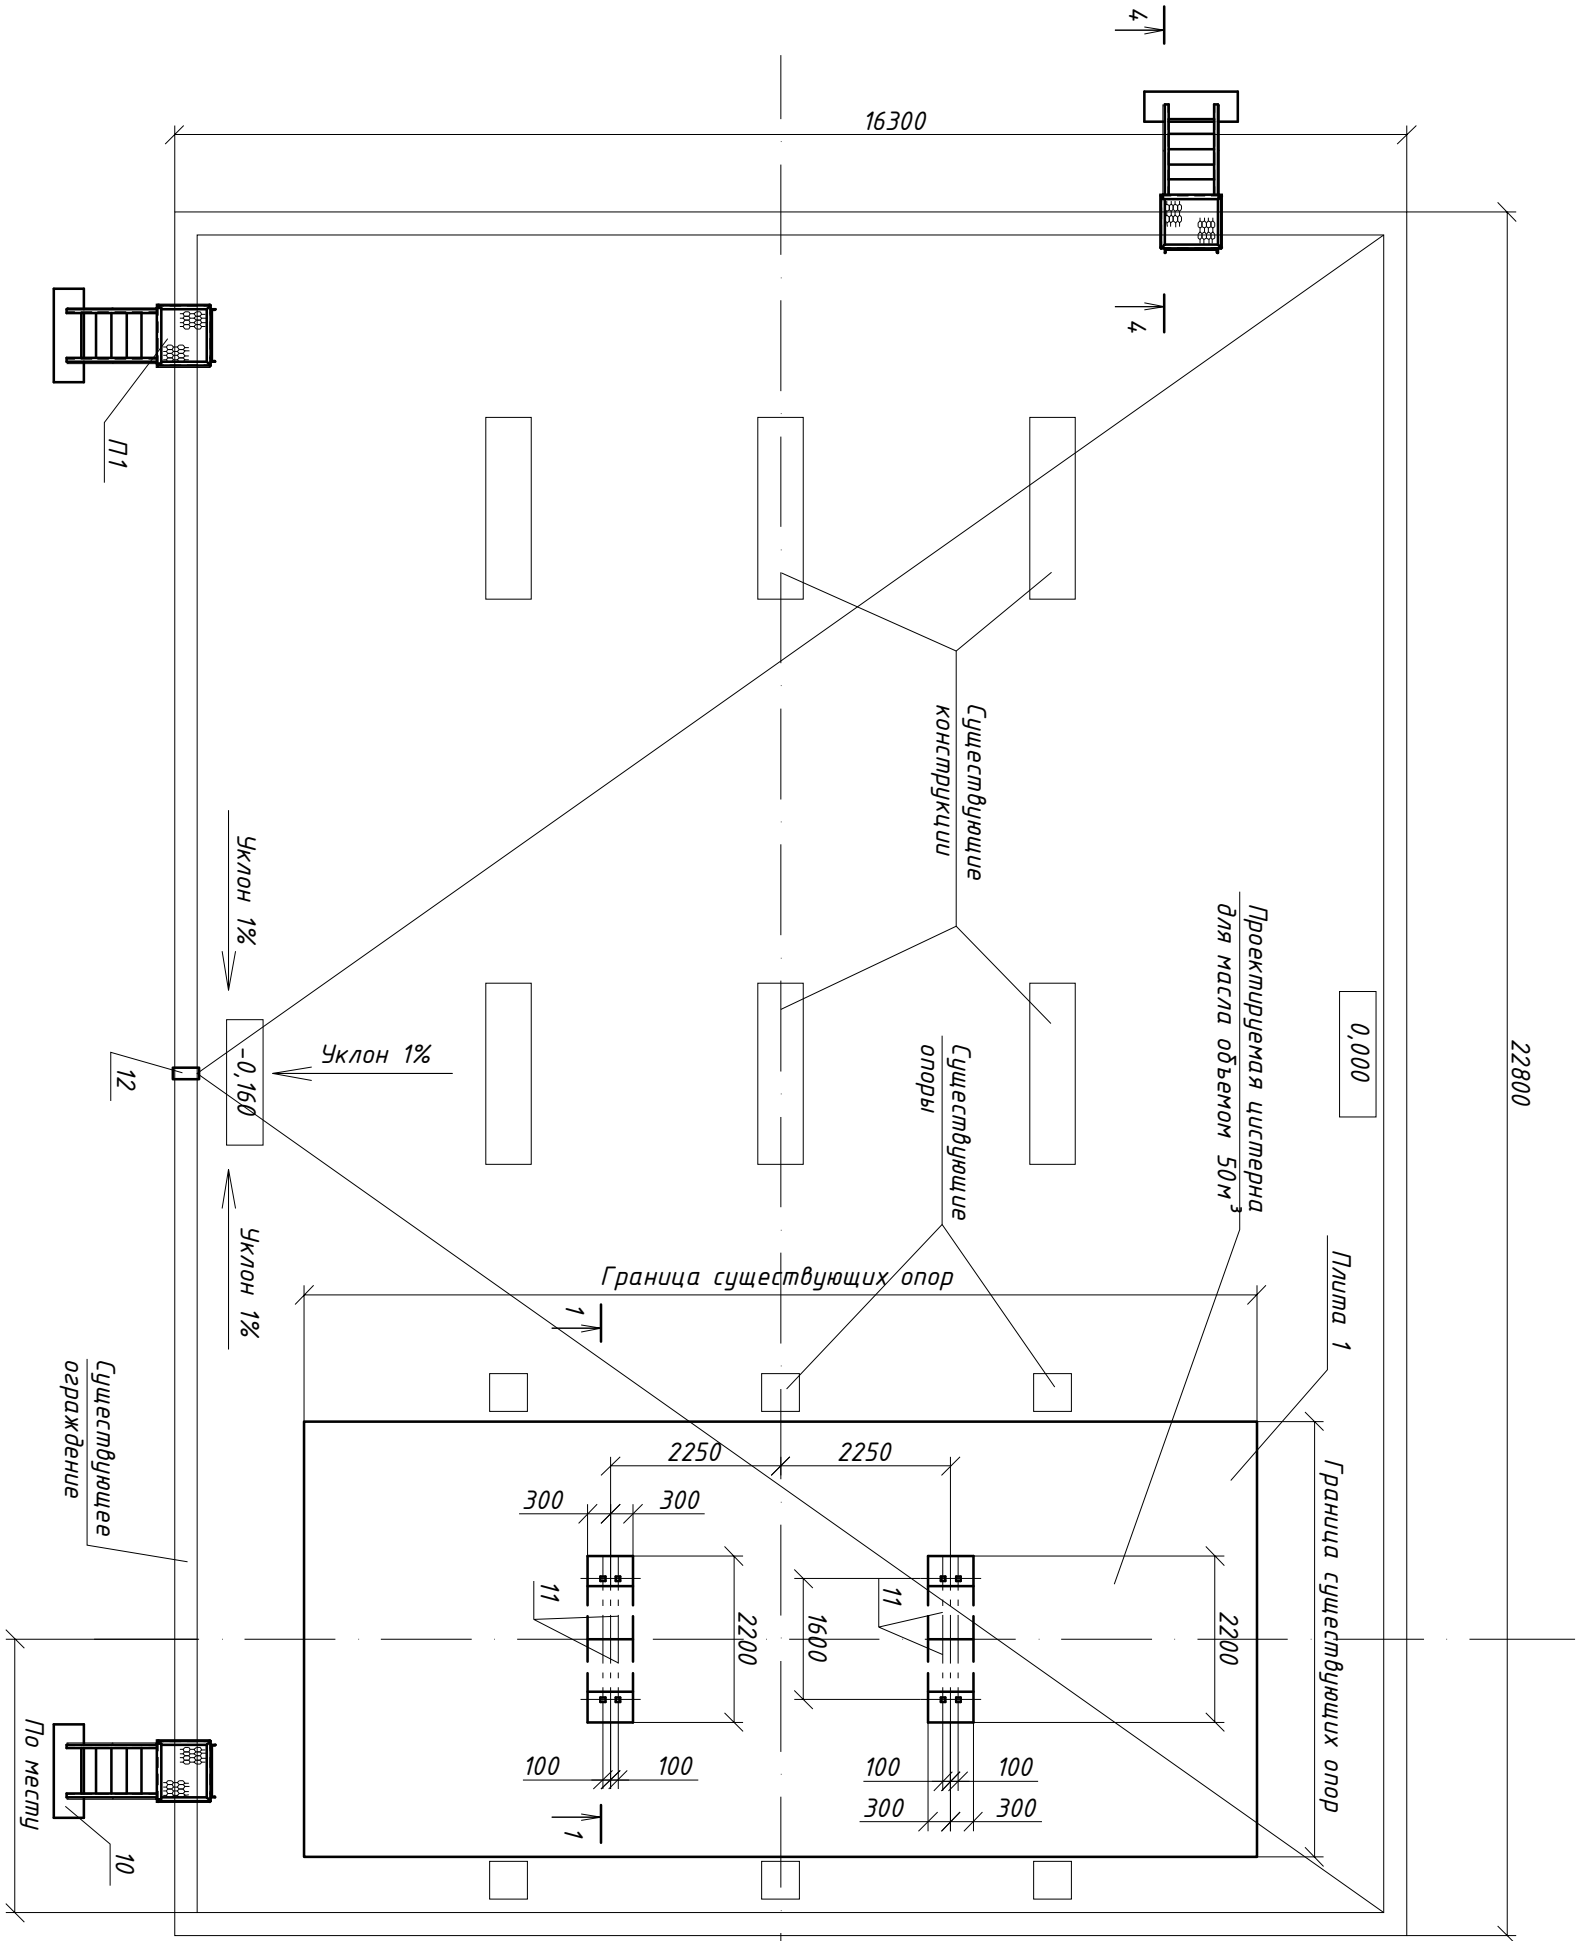 4
16300
4
П1
Существующие
конструкции
Уклон 1%
Проектируемая цистерна
для масла объемом 50м³
0,000
22800
Уклон 1%
-0,160
12
Существующие
опоры
Уклон 1%
Граница существующих опор
Плита 1
1
Существующее
ограждение
2250
2250
Граница существующих опор
300
300
11
11
2200
1600
2200
100
100
100
100
300
300
1
По месту
10